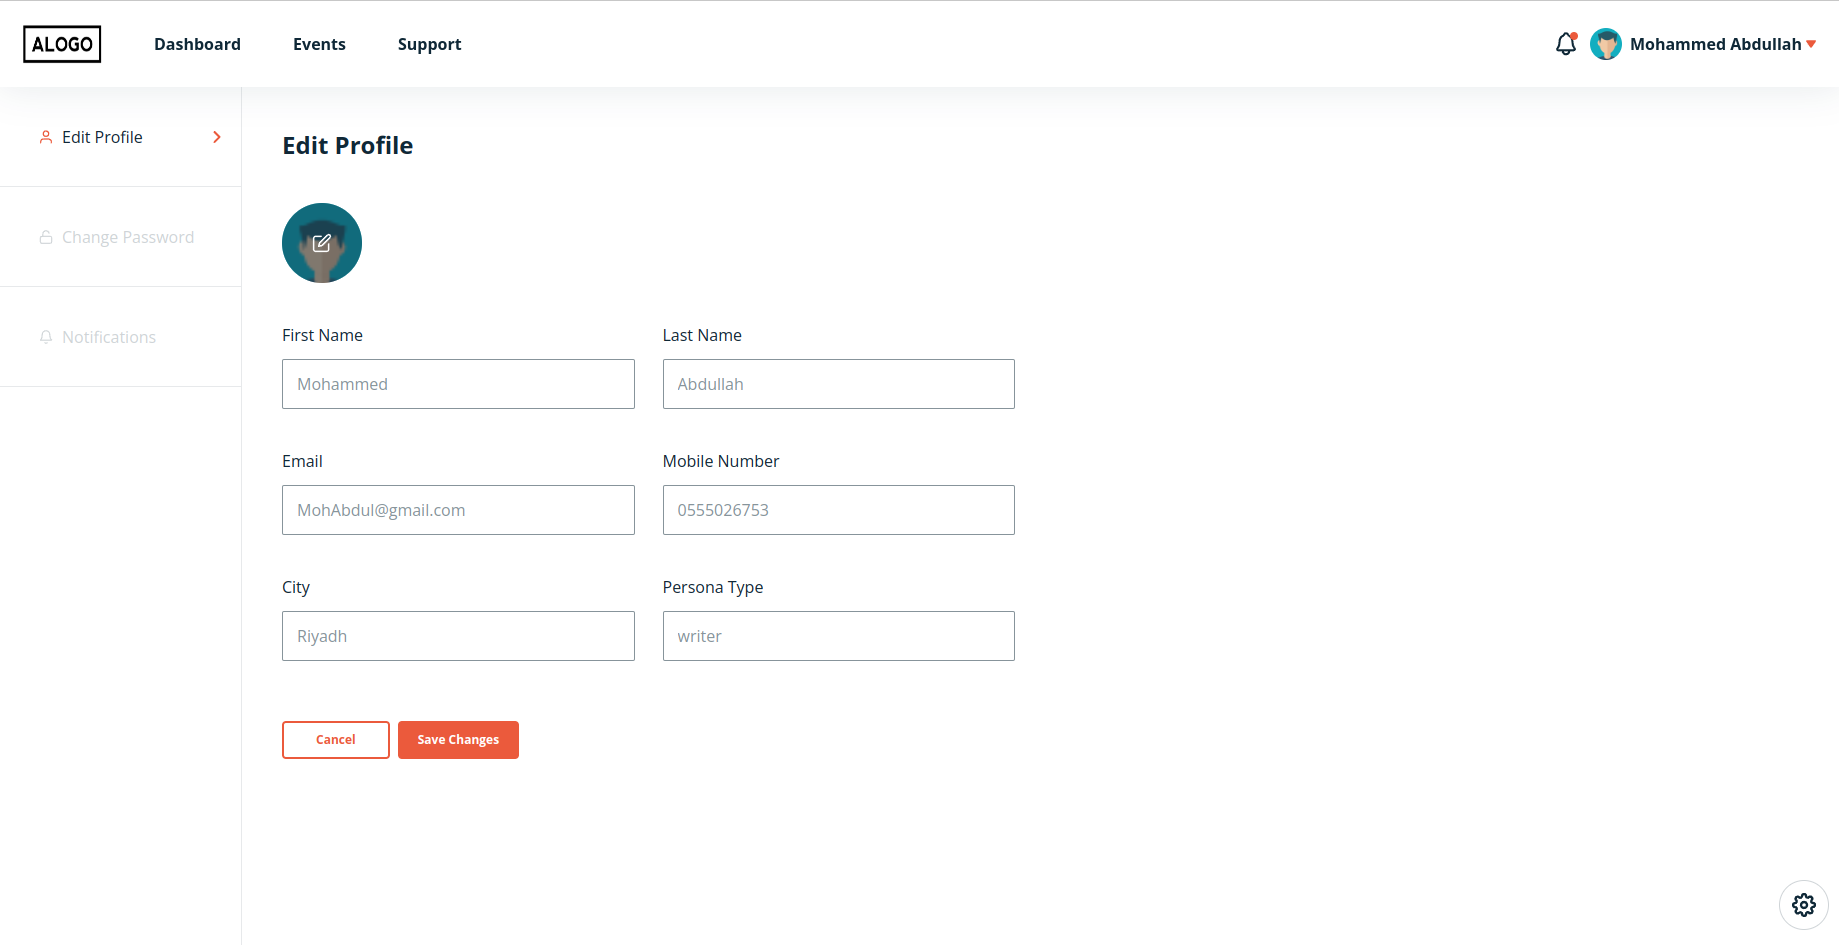 ALOGO
Dashboard
Events
Support
Mohammed Abdullah
Edit Profile
Change Password
Notifications
Edit Profile
First Name
Last Name
Mohammed
Abdullah
Email
Mobile Number
MohAbdul@gmail.com
0555026753
City
Persona Type
Riyadh
writer
Cancel
Save Changes